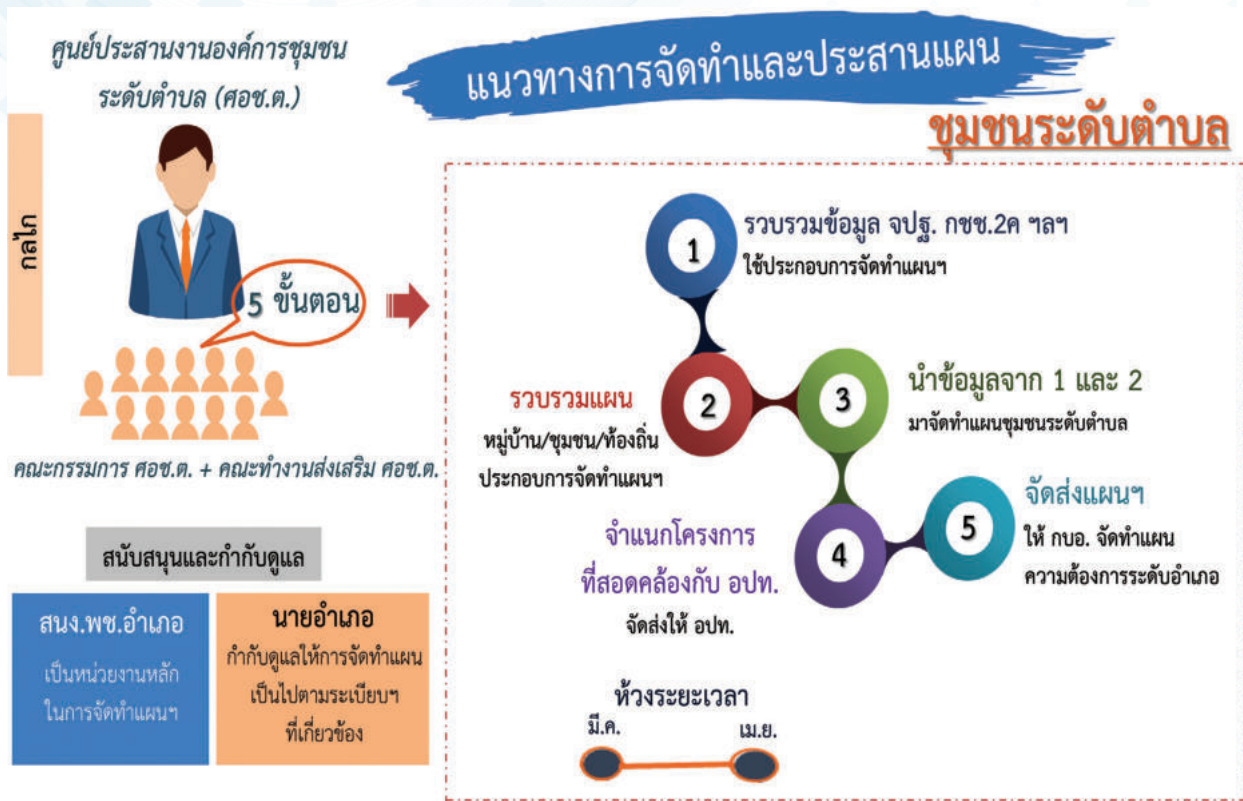 ศูนย์ประสานงานองค์การชุมชน
ระดับตำบล (ศอช.ต.)
แนวทางการจัดทำและประสานแผน
ชุมชนระดับตำบล
กลไก
5 ขั้นตอน
คณะกรรมการ ศอช.ต. + คณะทำงานส่งเสริม ศอช.ต.
สนับสนุนและกำกับดูแล
สนง.พช.อำเภอ
เป็นหน่วยงานหลัก
ในการจัดทำแผนฯ
นายอำเภอ
กำกับดูแลให้การจัดทำแผน
เป็นไปตามระเบียบฯ
ที่เกี่ยวข้อง
1
รวบรวมข้อมูล จปฐ. กชช.2ค ฯลฯ
ใช้ประกอบการจัดทำแผนฯ
2
รวบรวมแผน
หมู่บ้าน/ชุมชน/ท้องถิ่น
ประกอบการจัดทำแผนฯ
3
นำข้อมูลจาก 1 และ 2
มาจัดทำแผนชุมชนระดับตำบล
4
จำแนกโครงการ
ที่สอดคล้องกับ อปท.
จัดส่งให้ อปท.
5
จัดส่งแผนฯ
ให้ กบอ. จัดทำแผน
ความต้องการระดับอำเภอ
ห้วงระยะเวลา
มี.ค.
เม.ย.